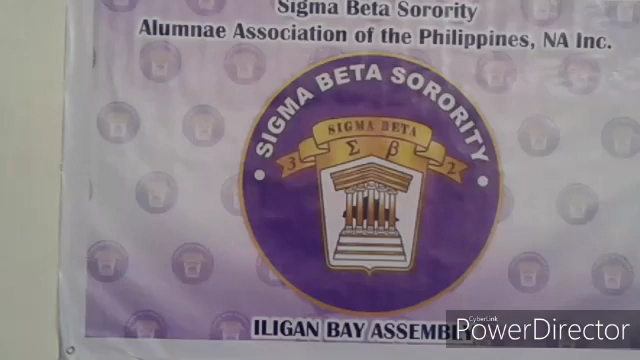 Sigma Beta Sorority
Alumnae Association of the Philippines, NA Inc.
SIGMA BETA SORORITY
SIGMA BETA
3 Σ β 2
ILIGAN BAY ASSEMBLY
CyberLink
PowerDirector